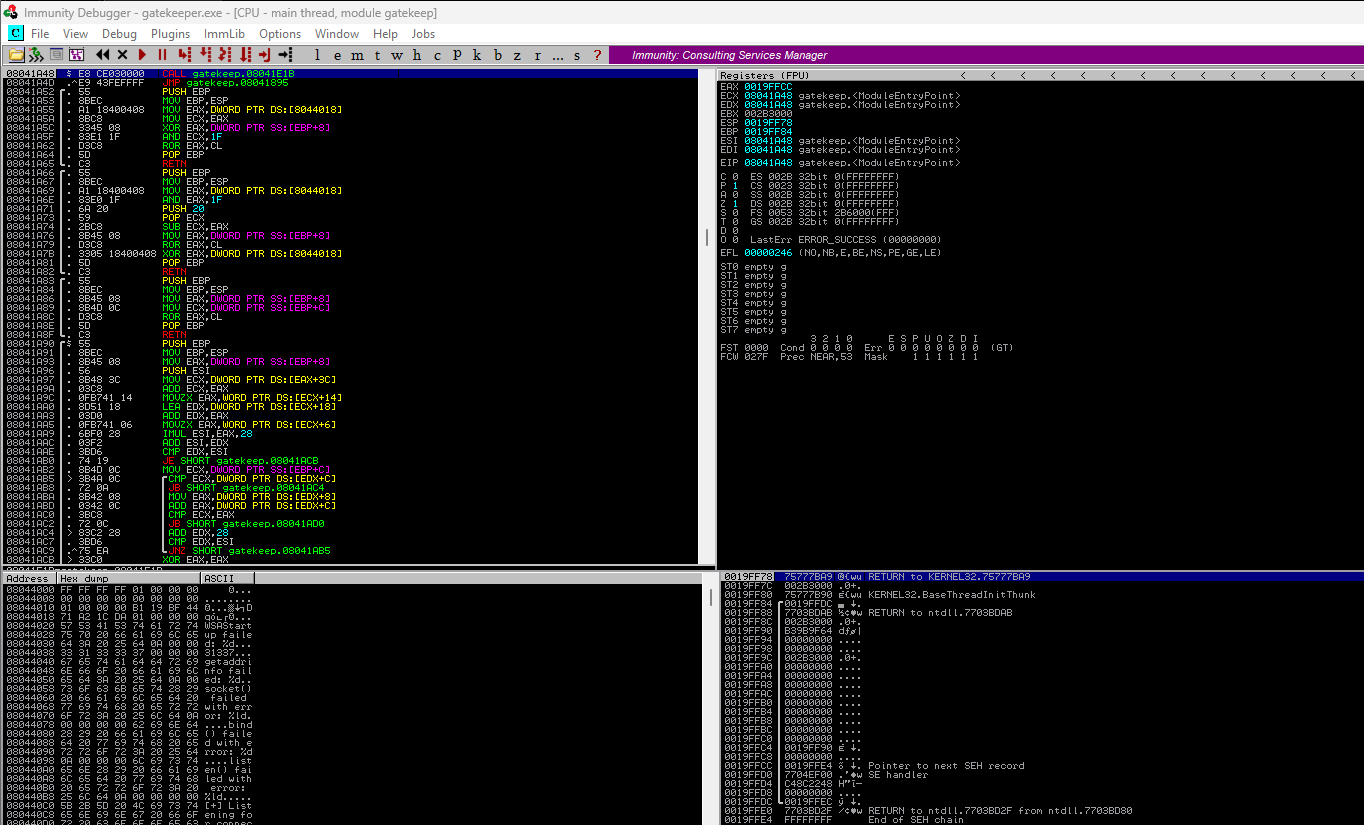 Immunity Debugger - gatekeeper.exe - [CPU - main thread, module gatekeep]
C File View Debug Plugins ImmLib Options Window Help Jobs
l e m t w h c p k b z r ... s ? Immunity: Consulting Services Manager
08041A48 $ E8 CE030000 CALL gatekeep.08041E1B
08041A4D .^E9 43FEFFFF JMP gatekeep.08041895
08041A52 . 55 PUSH EBP
08041A53 . 8BEC MOV EBP,ESP
08041A55 . A1 18400408 MOV EAX,DWORD PTR DS:[8044018]
08041A5A . 8BC8 MOV ECX,EAX
08041A5C . 3345 08 XOR EAX,DWORD PTR SS:[EBP+8]
08041A5F . 83E1 1F AND ECX,1F
08041A62 . D3C8 ROR EAX,CL
08041A64 . 5D POP EBP
08041A65 . C3 RETN
08041A66 . 55 PUSH EBP
08041A67 . 8BEC MOV EBP,ESP
08041A69 . A1 18400408 MOV EAX,DWORD PTR DS:[8044018]
08041A6E . 83E0 1F AND EAX,1F
08041A71 . 6A 20 PUSH 20
08041A73 . 59 POP ECX
08041A74 . 2BC8 SUB ECX,EAX
08041A76 . 8B45 08 MOV EAX,DWORD PTR SS:[EBP+8]
08041A79 . D3C8 ROR EAX,CL
08041A7B . 3305 18400408 XOR EAX,DWORD PTR DS:[8044018]
08041A81 . 5D POP EBP
08041A82 . C3 RETN
08041A83 . 55 PUSH EBP
08041A84 . 8BEC MOV EBP,ESP
08041A86 . 8B45 08 MOV EAX,DWORD PTR SS:[EBP+8]
08041A89 . 8B4D 0C MOV ECX,DWORD PTR SS:[EBP+C]
08041A8C . D3C8 ROR EAX,CL
08041A8E . 5D POP EBP
08041A8F . C3 RETN
08041A90 $ 55 PUSH EBP
08041A91 . 8BEC MOV EBP,ESP
08041A93 . 8B45 08 MOV EAX,DWORD PTR SS:[EBP+8]
08041A96 . 56 PUSH ESI
08041A97 . 8B48 3C MOV ECX,DWORD PTR DS:[EAX+3C]
08041A9A . 03C8 ADD ECX,EAX
08041A9C . 0FB741 14 MOVZX EAX,WORD PTR DS:[ECX+14]
08041AA0 . 8D51 18 LEA EDX,DWORD PTR DS:[ECX+18]
08041AA3 . 03D0 ADD EDX,EAX
08041AA5 . 0FB741 06 MOVZX EAX,WORD PTR DS:[ECX+6]
08041AA9 . 6BF0 28 IMUL ESI,EAX,28
08041AAC . 03F2 ADD ESI,EDX
08041AAE . 3BD6 CMP EDX,ESI
08041AB0 . 74 19 JE SHORT gatekeep.08041ACB
08041AB2 . 8B4D 0C MOV ECX,DWORD PTR SS:[EBP+C]
08041AB5 > 3B4A 0C CMP ECX,DWORD PTR DS:[EDX+C]
08041AB8 . 72 0A JB SHORT gatekeep.08041AC4
08041ABA . 8B42 08 MOV EAX,DWORD PTR DS:[EDX+8]
08041ABD . 0342 0C ADD EAX,DWORD PTR DS:[EDX+C]
08041AC0 . 3BC8 CMP ECX,EAX
08041AC2 . 72 0C JB SHORT gatekeep.08041AD0
08041AC4 > 83C2 28 ADD EDX,28
08041AC7 . 3BD6 CMP EDX,ESI
08041AC9 .^75 EA JNZ SHORT gatekeep.08041AB5
08041ACB > 33C0 XOR EAX,EAX
Registers (FPU) < < < < < < < < < < < < < <
EAX 0019FFCC
ECX 08041A48 gatekeep.<ModuleEntryPoint>
EDX 08041A48 gatekeep.<ModuleEntryPoint>
EBX 002B3000
ESP 0019FF78
EBP 0019FF84
ESI 08041A48 gatekeep.<ModuleEntryPoint>
EDI 08041A48 gatekeep.<ModuleEntryPoint>
EIP 08041A48 gatekeep.<ModuleEntryPoint>
C 0 ES 002B 32bit 0(FFFFFFFF)
P 1 CS 0023 32bit 0(FFFFFFFF)
A 0 SS 002B 32bit 0(FFFFFFFF)
Z 1 DS 002B 32bit 0(FFFFFFFF)
S 0 FS 0053 32bit 2B6000(FFF)
T 0 GS 002B 32bit 0(FFFFFFFF)
D 0
O 0 LastErr ERROR_SUCCESS (00000000)
EFL 00000246 (NO,NB,E,BE,NS,PE,GE,LE)
ST0 empty g
ST1 empty g
ST2 empty g
ST3 empty g
ST4 empty g
ST5 empty g
ST6 empty g
ST7 empty g
3 2 1 0 E S P U O Z D I
FST 0000 Cond 0 0 0 0 Err 0 0 0 0 0 0 0 0 (GT)
FCW 027F Prec NEAR,53 Mask 1 1 1 1 1 1
Address Hex dump ASCII
08044000 FF FF FF FF 01 00 00 00
08044008 00 00 00 00 00 00 00 00 ........
08044010 01 00 00 00 B1 19 BF 44
08044018 71 A2 1C DA 01 00 00 00
08044020 57 53 41 53 74 61 72 74 WSAStart
08044028 75 70 20 66 61 69 6C 65 up faile
08044030 64 3A 20 25 64 0A 00 00 d: %d...
08044038 33 31 33 33 37 00 00 00 31337...
08044040 67 65 74 61 64 64 72 69 getaddri
08044048 6E 66 6F 20 66 61 69 6C nfo fail
08044050 65 64 3A 20 25 64 0A 00 ed: %d..
08044058 73 6F 63 6B 65 74 28 29 socket()
08044060 20 66 61 69 6C 65 64 20 failed
08044068 77 69 74 68 20 65 72 72 with err
08044070 6F 72 3A 20 25 6C 64 0A or: %ld.
08044078 00 00 00 00 62 69 6E 64 ....bind
08044080 28 29 20 66 61 69 6C 65 () faile
08044088 64 20 77 69 74 68 20 65 d with e
08044090 72 72 6F 72 3A 20 25 64 rror: %d
08044098 0A 00 00 00 6C 69 73 74 ....list
080440A0 65 6E 28 29 20 66 61 69 en() fai
080440A8 6C 65 64 20 77 69 74 68 led with
080440B0 20 65 72 72 6F 72 3A 20 error:
080440B8 25 6C 64 0A 00 00 00 00 %ld.....
080440C0 5B 2B 5D 20 4C 69 73 74 [+] List
080440C8 65 6E 69 6E 67 20 66 6F ening fo
0019FF78 75777BA9 RETURN to KERNEL32.75777BA9
0019FF7C 002B3000 .0+.
0019FF80 75777B90 KERNEL32.BaseThreadInitThunk
0019FF84 0019FFDC
0019FF88 7703BDAB RETURN to ntdll.7703BDAB
0019FF8C 002B3000 .0+.
0019FF90 B39B9F64
0019FF94 00000000 ....
0019FF98 00000000 ....
0019FF9C 002B3000 .0+.
0019FFA0 00000000 ....
0019FFA4 00000000 ....
0019FFA8 00000000 ....
0019FFAC 00000000 ....
0019FFB0 00000000 ....
0019FFB4 00000000 ....
0019FFB8 00000000 ....
0019FFBC 00000000 ....
0019FFC0 00000000 ....
0019FFC4 0019FF90
0019FFC8 00000000 ....
0019FFCC 0019FFE4 Pointer to next SEH record
0019FFD0 7704EF00 SE handler
0019FFD4 C48C2248
0019FFD8 00000000 ....
0019FFDC 0019FFEC
0019FFE0 7703BD2F RETURN to ntdll.7703BD2F from ntdll.7703BD80
0019FFE4 FFFFFFFF End of SEH chain